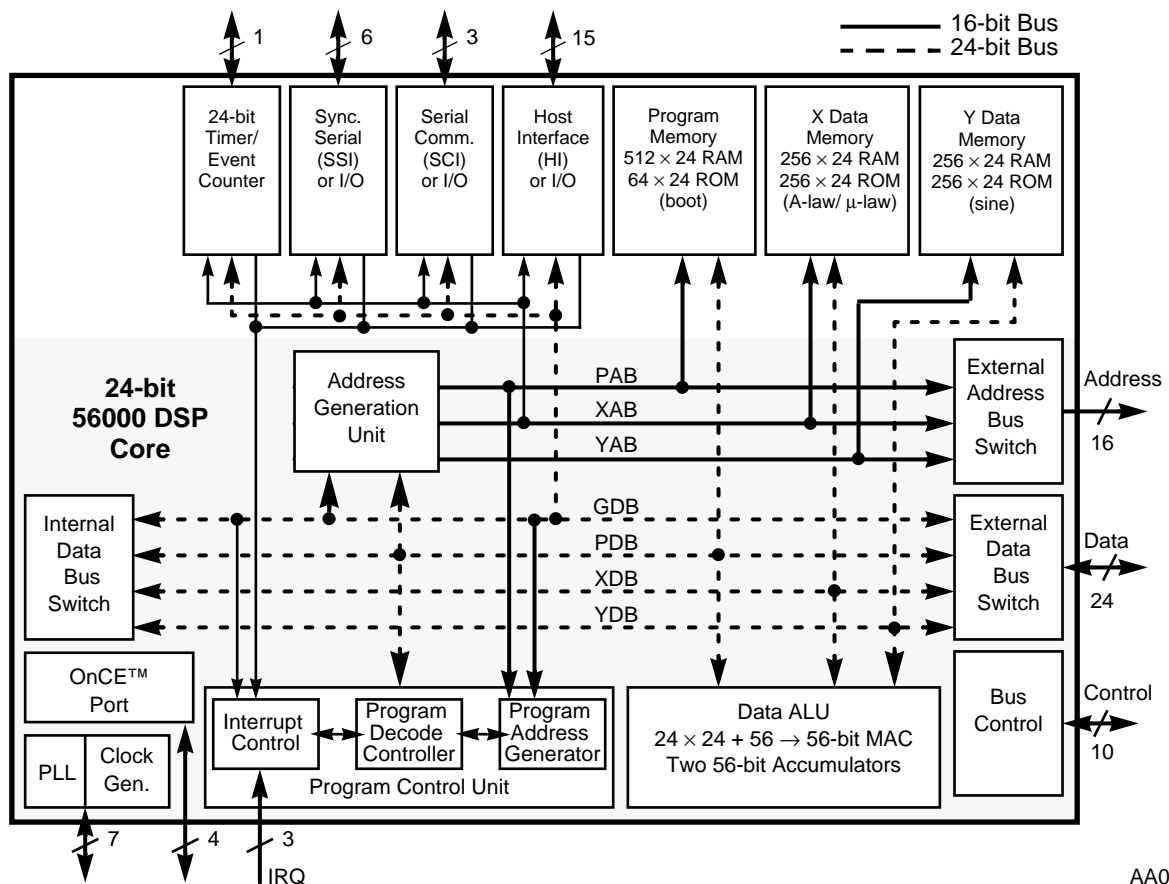 16-bit Bus
24-bit Bus
1
6
3
15
24-bit
Timer/
Event
Counter
Sync.
Serial
(SSI)
or I/O
Serial
Comm.
(SCI)
or I/O
Host
Interface
(HI)
or I/O
Program
Memory
512 × 24 RAM
64 × 24 ROM
(boot)
X Data
Memory
256 × 24 RAM
256 × 24 ROM
(A-law/ μ-law)
Y Data
Memory
256 × 24 RAM
256 × 24 ROM
(sine)
24-bit
56000 DSP
Core
Address
Generation
Unit
PAB
XAB
YAB
External
Address
Bus
Switch
Address
16
Internal
Data
Bus
Switch
GDB
PDB
XDB
YDB
External
Data
Bus
Switch
Data
24
OnCE™
Port
PLL
Clock
Gen.
Interrupt
Control
Program
Decode
Controller
Program
Address
Generator
Program Control Unit
Data ALU
24 × 24 + 56 → 56-bit MAC
Two 56-bit Accumulators
Bus
Control
Control
10
7
4
3
IRQ
AA0